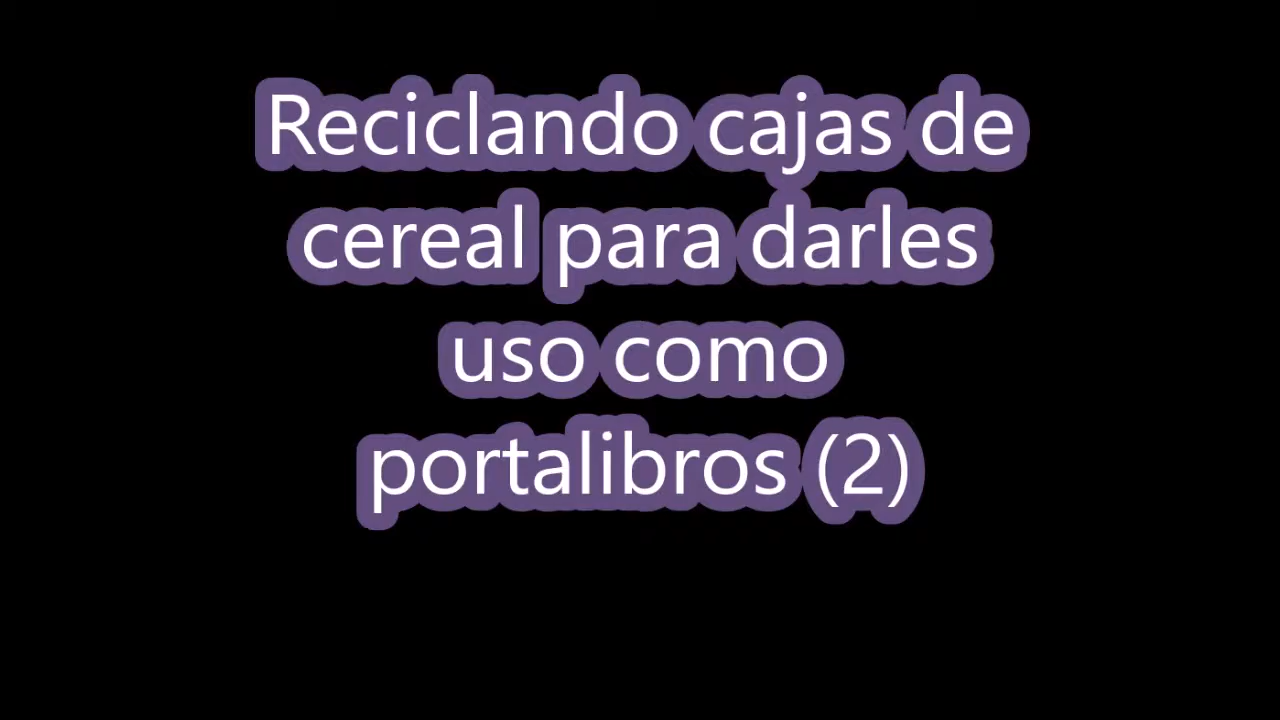 Reciclando cajas de
cereal para darles
uso como
portalibros (2)